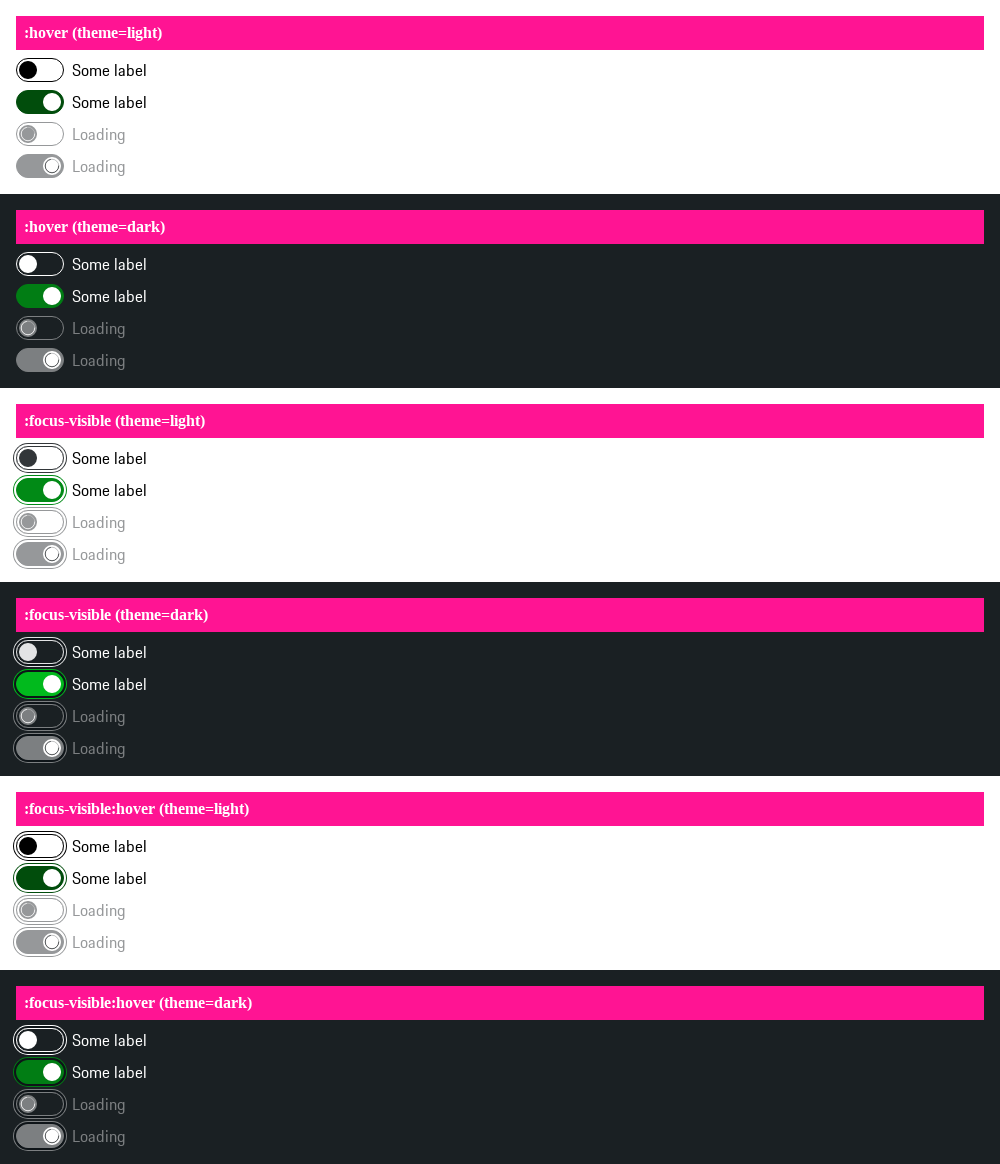 :hover (theme=light)
Some label
Some label
Loading
Loading
:hover (theme=dark)
Some label
Some label
Loading
Loading
:focus-visible (theme=light)
Some label
Some label
Loading
Loading
:focus-visible (theme=dark)
Some label
Some label
Loading
Loading
:focus-visible:hover (theme=light)
Some label
Some label
Loading
Loading
:focus-visible:hover (theme=dark)
Some label
Some label
Loading
Loading